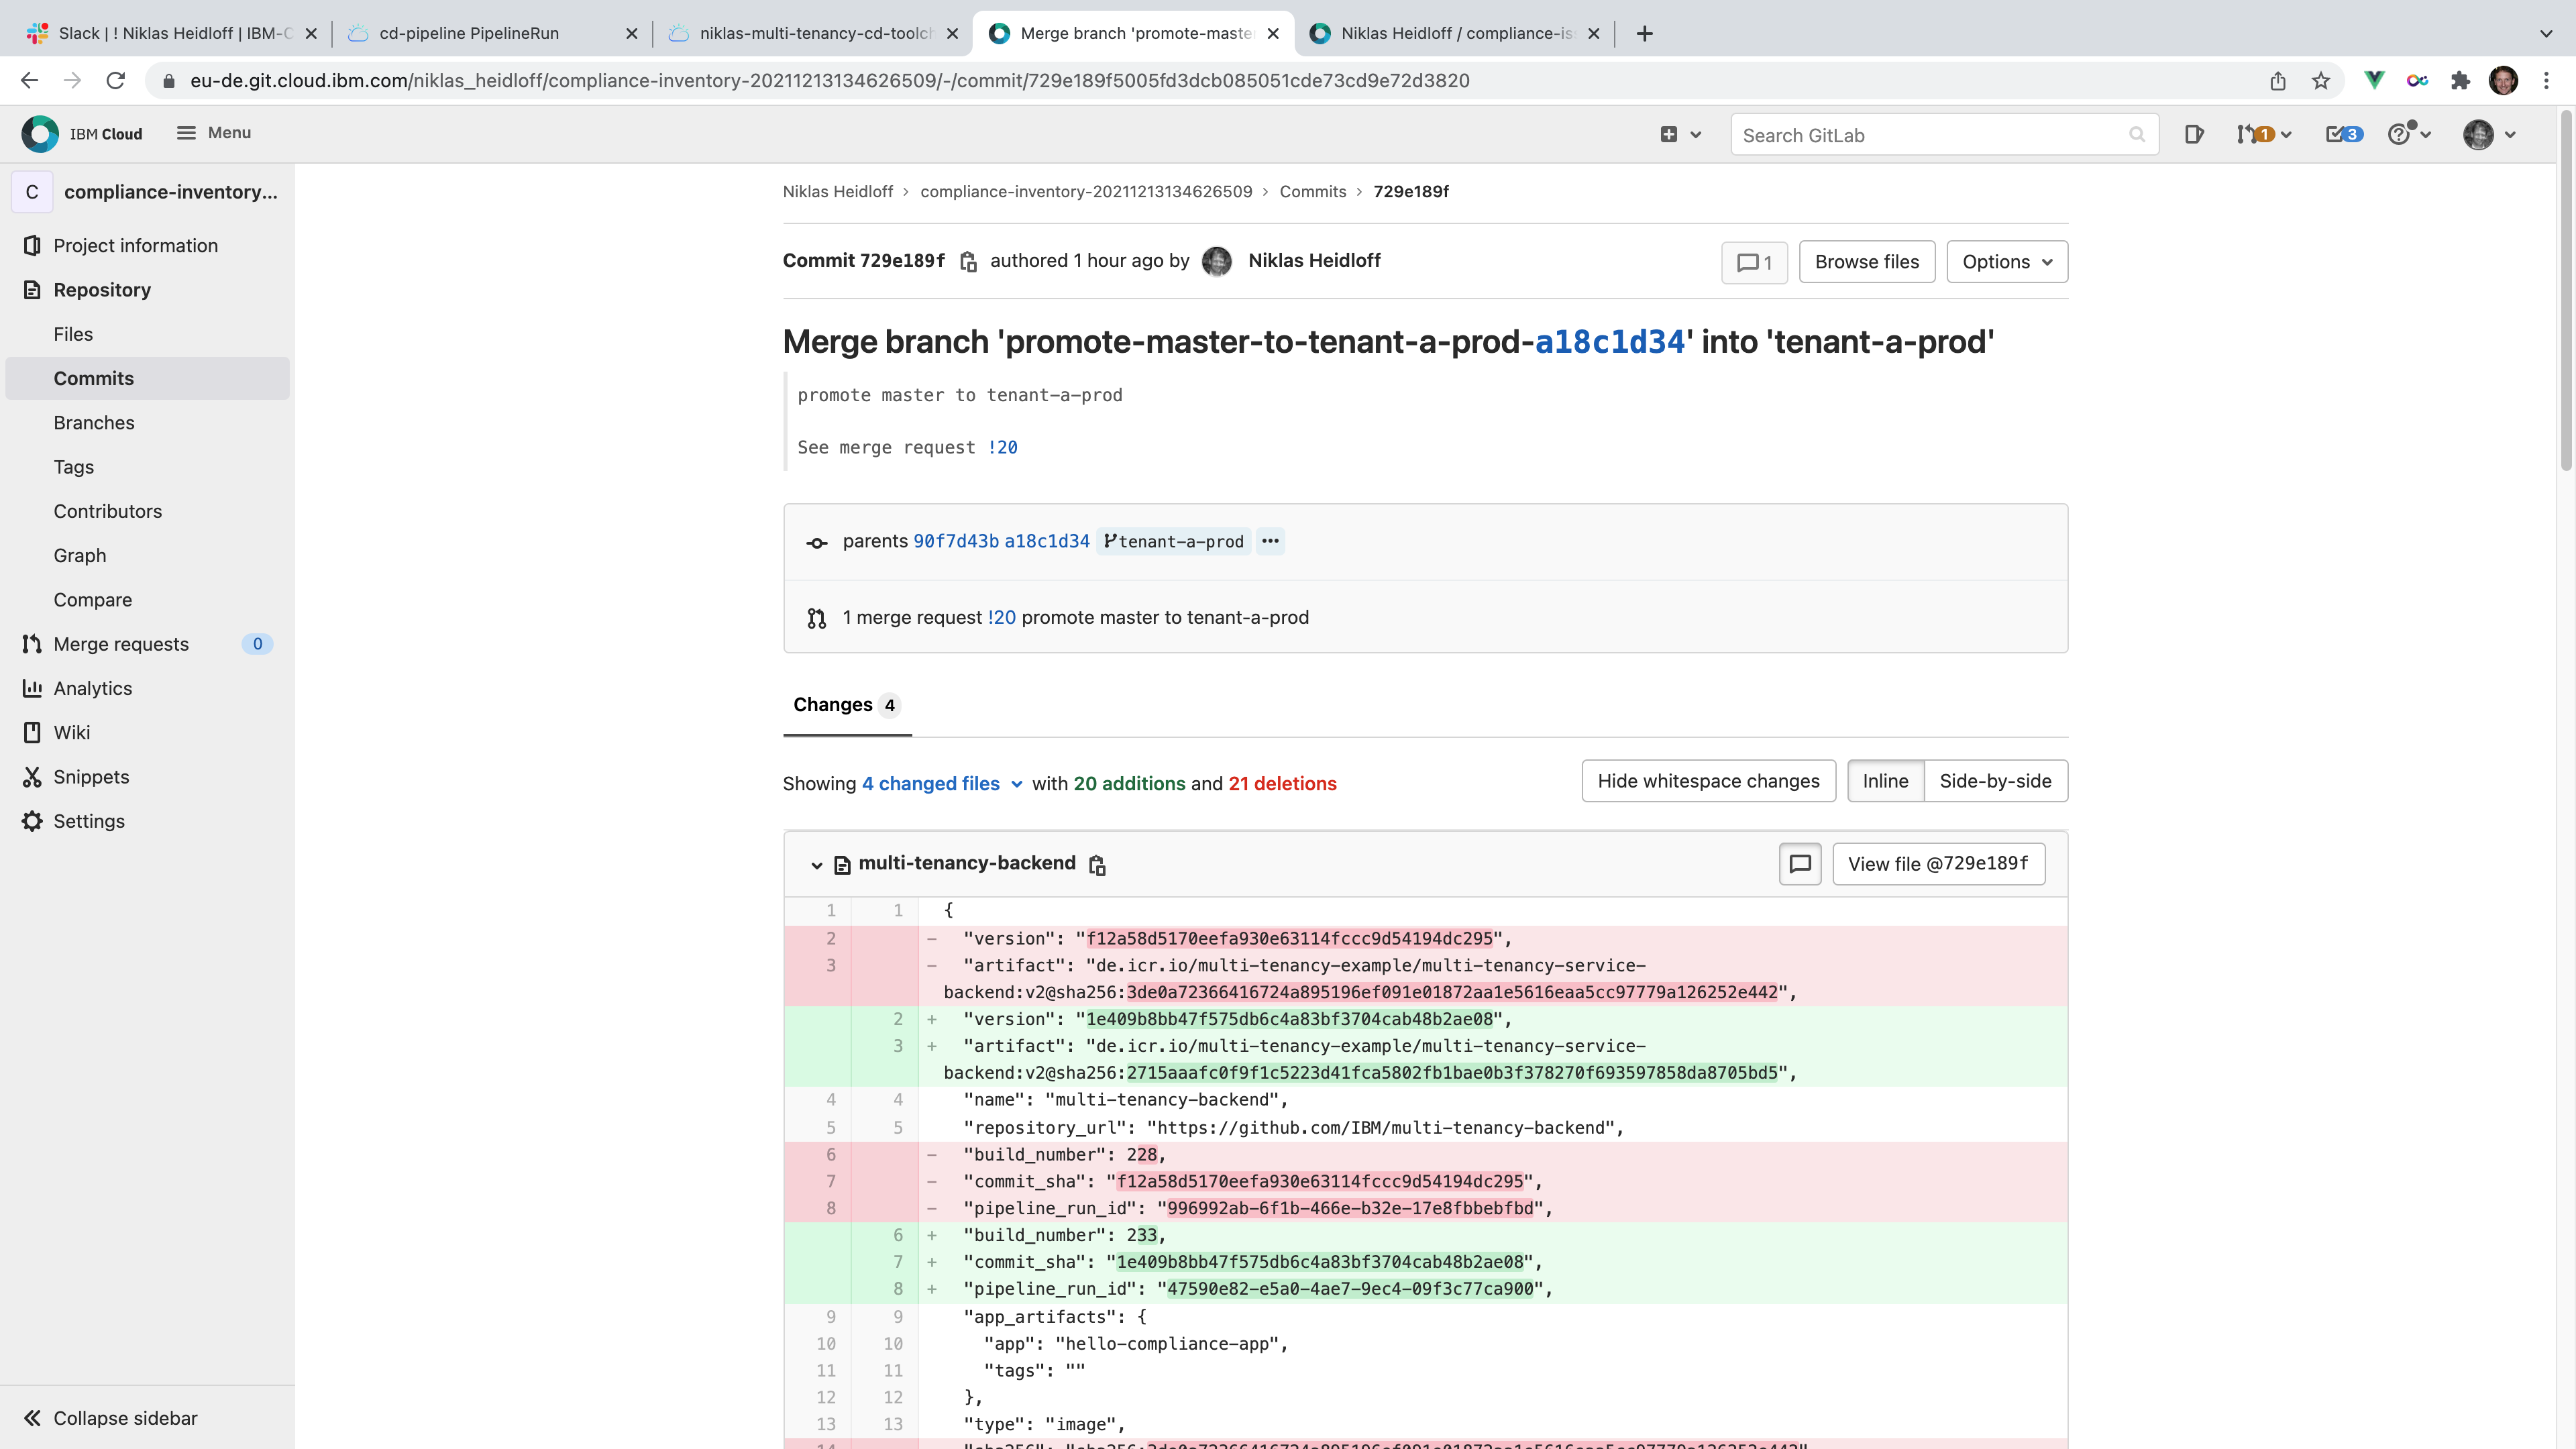 Slack | ! Niklas Heidloff | IBM-C
cd-pipeline PipelineRun
niklas-multi-tenancy-cd-toolch
Merge branch 'promote-maste
Niklas Heidloff / compliance-is
eu-de.git.cloud.ibm.com/niklas_heidloff/compliance-inventory-20211213134626509/-/commit/729e189f5005fd3dcb085051cde73cd9e72d3820
IBM Cloud
Menu
Search GitLab
1
3
C
compliance-inventory...
Project information
Repository
Files
Commits
Branches
Tags
Contributors
Graph
Compare
Merge requests 0
Analytics
Wiki
Snippets
Settings
Collapse sidebar
Niklas Heidloff > compliance-inventory-20211213134626509 > Commits > 729e189f
Commit 729e189f authored 1 hour ago by Niklas Heidloff
1
Browse files
Options
Merge branch 'promote-master-to-tenant-a-prod-a18c1d34' into 'tenant-a-prod'
promote master to tenant-a-prod
See merge request !20
parents 90f7d43b a18c1d34 tenant-a-prod ...
1 merge request !20 promote master to tenant-a-prod
Changes 4
Showing 4 changed files with 20 additions and 21 deletions
Hide whitespace changes
Inline
Side-by-side
multi-tenancy-backend
View file @729e189f
1 1 {
2 - "version": "f12a58d5170eefa930e63114fccc9d54194dc295",
3 - "artifact": "de.icr.io/multi-tenancy-example/multi-tenancy-service-
backend:v2@sha256:3de0a72366416724a895196ef091e01872aa1e5616eaa5cc97779a126252e442",
2 + "version": "1e409b8bb47f575db6c4a83bf3704cab48b2ae08",
3 + "artifact": "de.icr.io/multi-tenancy-example/multi-tenancy-service-
backend:v2@sha256:2715aaafc0f9f1c5223d41fca5802fb1bae0b3f378270f693597858da8705bd5",
4 4 "name": "multi-tenancy-backend",
5 5 "repository_url": "https://github.com/IBM/multi-tenancy-backend",
6 - "build_number": 228,
7 - "commit_sha": "f12a58d5170eefa930e63114fccc9d54194dc295",
8 - "pipeline_run_id": "996992ab-6f1b-466e-b32e-17e8fbbebfbd",
6 + "build_number": 233,
7 + "commit_sha": "1e409b8bb47f575db6c4a83bf3704cab48b2ae08",
8 + "pipeline_run_id": "47590e82-e5a0-4ae7-9ec4-09f3c77ca900",
9 9 "app_artifacts": {
10 10 "app": "hello-compliance-app",
11 11 "tags": ""
12 12 },
13 13 "type": "image",